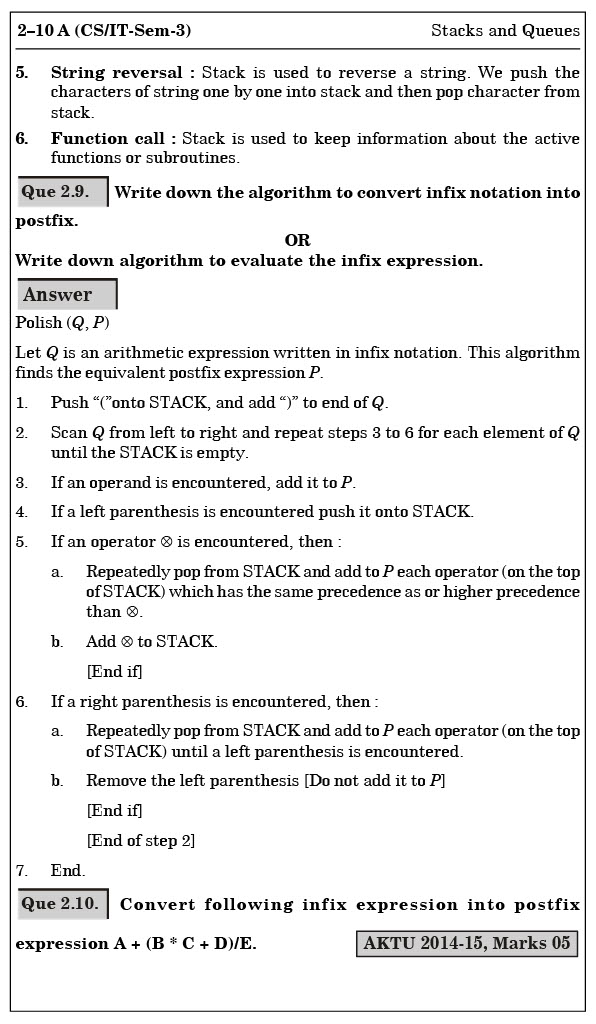 2–10 A (CS/IT-Sem-3) Stacks and Queues
5. String reversal : Stack is used to reverse a string. We push the
characters of string one by one into stack and then pop character from
stack.
6. Function call : Stack is used to keep information about the active
functions or subroutines.
Que 2.9. Write down the algorithm to convert infix notation into
postfix.
OR
Write down algorithm to evaluate the infix expression.
Answer
Polish (Q, P)
Let Q is an arithmetic expression written in infix notation. This algorithm
finds the equivalent postfix expression P.
1. Push “(”onto STACK, and add “)” to end of Q.
2. Scan Q from left to right and repeat steps 3 to 6 for each element of Q
until the STACK is empty.
3. If an operand is encountered, add it to P.
4. If a left parenthesis is encountered push it onto STACK.
5. If an operator ⊗ is encountered, then :
a. Repeatedly pop from STACK and add to P each operator (on the top
of STACK) which has the same precedence as or higher precedence
than ⊗.
b. Add ⊗ to STACK.
[End if]
6. If a right parenthesis is encountered, then :
a. Repeatedly pop from STACK and add to P each operator (on the top
of STACK) until a left parenthesis is encountered.
b. Remove the left parenthesis [Do not add it to P]
[End if]
[End of step 2]
7. End.
Que 2.10. Convert following infix expression into postfix
expression A + (B * C + D)/E. AKTU 2014-15, Marks 05